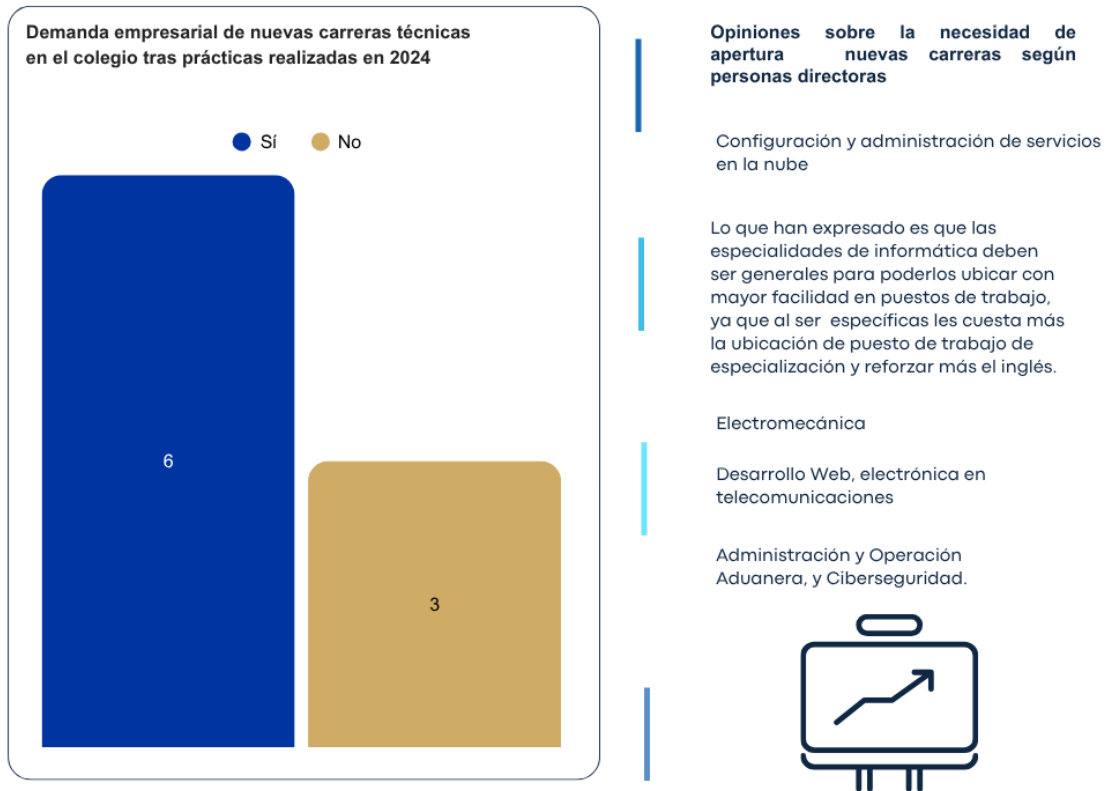 Demanda empresarial de nuevas carreras técnicas
en el colegio tras prácticas realizadas en 2024
Sí
No
6
3
Opiniones sobre la necesidad de
apertura nuevas carreras según
personas directoras
Configuración y administración de servicios
en la nube
Lo que han expresado es que las
especialidades de informática deben
ser generales para poderlos ubicar con
mayor facilidad en puestos de trabajo,
ya que al ser específicas les cuesta más
la ubicación de puesto de trabajo de
especialización y reforzar más el inglés.
Electromecánica
Desarrollo Web, electrónica en
telecomunicaciones
Administración y Operación
Aduanera, y Ciberseguridad.